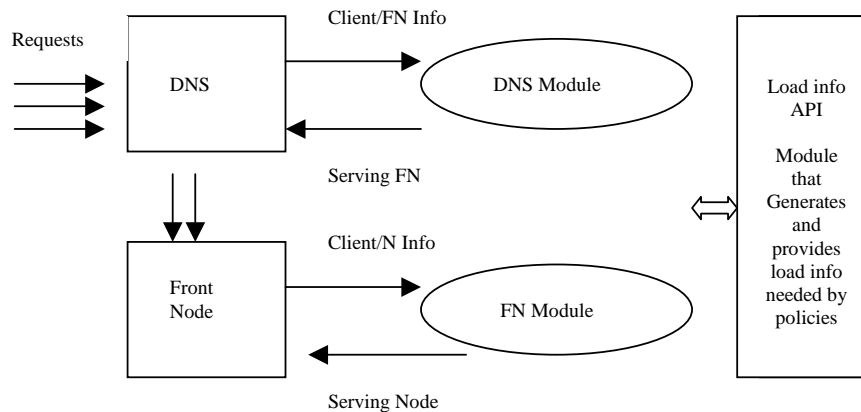 Requests
DNS
Client/FN Info
DNS Module
Serving FN
Front
Node
Client/N Info
FN Module
Serving Node
Load info
API
Module
that
Generates
and
provides
load info
needed by
policies